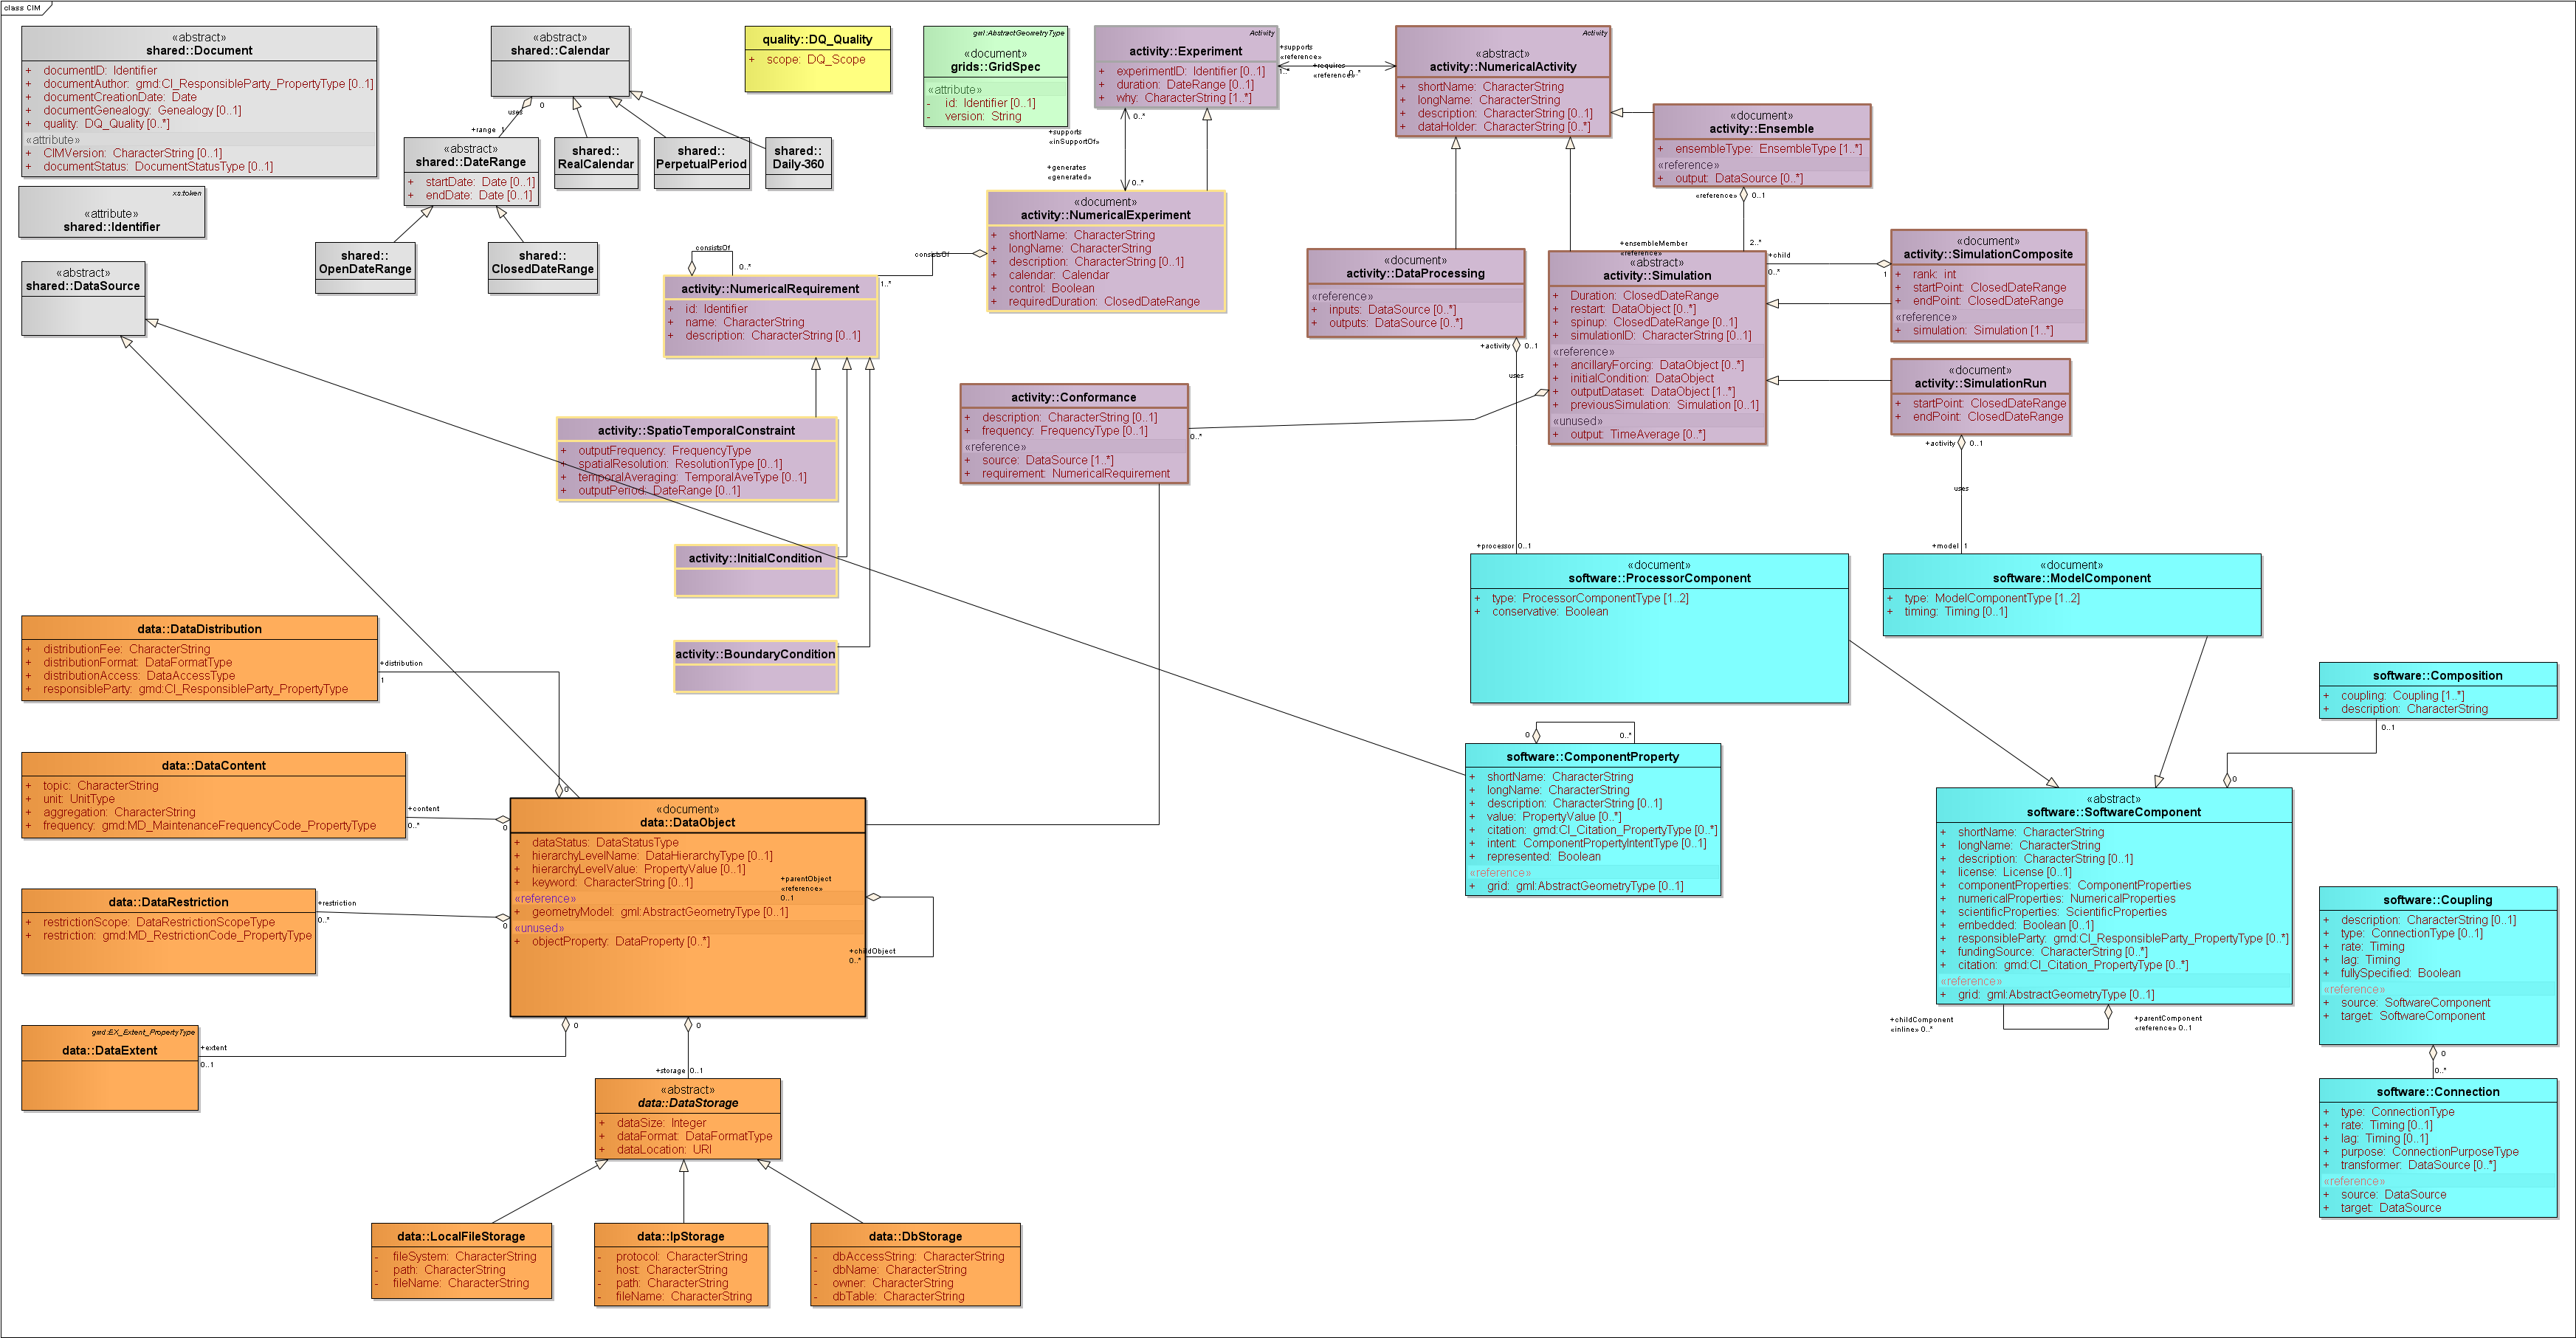 class CIM
«abstract»
shared::Document
+ documentID: Identifier
+ documentAuthor: gmd:CI_ResponsibleParty_PropertyType [0..1]
+ documentCreationDate: Date
+ documentGenealogy: Genealogy [0..1]
+ quality: DQ_Quality [0..*]
«attribute»
+ CIMVersion: CharacterString [0..1]
+ documentStatus: DocumentStatusType [0..1]
xs:token
«attribute»
shared::Identifier
«abstract»
shared::DataSource
«abstract»
shared::Calendar
0
uses
+range 1
«abstract»
shared::DateRange
+ startDate: Date [0..1]
+ endDate: Date [0..1]
shared::
RealCalendar
shared::
PerpetualPeriod
shared::
Daily-360
shared::
OpenDateRange
shared::
ClosedDateRange
quality::DQ_Quality
+ scope: DQ_Scope
gml:AbstractGeometryType
«document»
grids::GridSpec
«attribute»
- id: Identifier [0..1]
- version: String
Activity
activity::Experiment
+ experimentID: Identifier [0..1]
+ duration: DateRange [0..1]
+ why: CharacterString [1..*]
+supports
«reference»
1..*
+requires
«reference» 0..*
Activity
«abstract»
activity::NumericalActivity
+ shortName: CharacterString
+ longName: CharacterString
+ description: CharacterString [0..1]
+ dataHolder: CharacterString [0..*]
«document»
activity::Ensemble
+ ensembleType: EnsembleType [1..*]
«reference»
+ output: DataSource [0..*]
«reference» 0..1
+supports
«inSupportOf»
0..*
+generates
«generated»
0..*
«document»
activity::NumericalExperiment
+ shortName: CharacterString
+ longName: CharacterString
+ description: CharacterString [0..1]
+ calendar: Calendar
+ control: Boolean
+ requiredDuration: ClosedDateRange
consistsOf
1..*
consistsOf
0..*
activity::NumericalRequirement
+ id: Identifier
+ name: CharacterString
+ description: CharacterString [0..1]
«document»
activity::DataProcessing
«reference»
+ inputs: DataSource [0..*]
+ outputs: DataSource [0..*]
+activity 0..1
uses
+processor 0..1
+ensembleMember
«reference»
2..*
«abstract»
activity::Simulation
+ Duration: ClosedDateRange
+ restart: DataObject [0..*]
+ spinup: ClosedDateRange [0..1]
+ simulationID: CharacterString [0..1]
«reference»
+ ancillaryForcing: DataObject [0..*]
+ initialCondition: DataObject
+ outputDataset: DataObject [1..*]
+ previousSimulation: Simulation [0..1]
«unused»
+ output: TimeAverage [0..*]
+child
0..*
1
«document»
activity::SimulationComposite
+ rank: int
+ startPoint: ClosedDateRange
+ endPoint: ClosedDateRange
«reference»
+ simulation: Simulation [1..*]
«document»
activity::SimulationRun
+ startPoint: ClosedDateRange
+ endPoint: ClosedDateRange
+activity 0..1
uses
+model 1
activity::Conformance
+ description: CharacterString [0..1]
+ frequency: FrequencyType [0..1]
«reference»
+ source: DataSource [1..*]
+ requirement: NumericalRequirement
0..*
activity::SpatioTemporalConstraint
+ outputFrequency: FrequencyType
+ spatialResolution: ResolutionType [0..1]
+ temporalAveraging: TemporalAveType [0..1]
+ outputPeriod: DateRange [0..1]
activity::InitialCondition
activity::BoundaryCondition
«document»
software::ProcessorComponent
+ type: ProcessorComponentType [1..2]
+ conservative: Boolean
«document»
software::ModelComponent
+ type: ModelComponentType [1..2]
+ timing: Timing [0..1]
software::Composition
+ coupling: Coupling [1..*]
+ description: CharacterString
0..1
0
0
0..*
software::ComponentProperty
+ shortName: CharacterString
+ longName: CharacterString
+ description: CharacterString [0..1]
+ value: PropertyValue [0..*]
+ citation: gmd:CI_Citation_PropertyType [0..*]
+ intent: ComponentPropertyIntentType [0..1]
+ represented: Boolean
«reference»
+ grid: gml:AbstractGeometryType [0..1]
«abstract»
software::SoftwareComponent
+ shortName: CharacterString
+ longName: CharacterString
+ description: CharacterString [0..1]
+ license: License [0..1]
+ componentProperties: ComponentProperties
+ numericalProperties: NumericalProperties
+ scientificProperties: ScientificProperties
+ embedded: Boolean [0..1]
+ responsibleParty: gmd:CI_ResponsibleParty_PropertyType [0..*]
+ fundingSource: CharacterString [0..*]
+ citation: gmd:CI_Citation_PropertyType [0..*]
«reference»
+ grid: gml:AbstractGeometryType [0..1]
+childComponent
«inline» 0..*
+parentComponent
«reference» 0..1
software::Coupling
+ description: CharacterString [0..1]
+ type: ConnectionType [0..1]
+ rate: Timing
+ lag: Timing
+ fullySpecified: Boolean
«reference»
+ source: SoftwareComponent
+ target: SoftwareComponent
0
0..*
software::Connection
+ type: ConnectionType
+ rate: Timing [0..1]
+ lag: Timing [0..1]
+ purpose: ConnectionPurposeType
+ transformer: DataSource [0..*]
«reference»
+ source: DataSource
+ target: DataSource
data::DataDistribution
+ distributionFee: CharacterString
+ distributionFormat: DataFormatType
+ distributionAccess: DataAccessType
+ responsibleParty: gmd:CI_ResponsibleParty_PropertyType
+distribution
1
0
data::DataContent
+ topic: CharacterString
+ unit: UnitType
+ aggregation: CharacterString
+ frequency: gmd:MD_MaintenanceFrequencyCode_PropertyType
+content
0..*
0
data::DataRestriction
+ restrictionScope: DataRestrictionScopeType
+ restriction: gmd:MD_RestrictionCode_PropertyType
+restriction
0..*
0
gmd:EX_Extent_PropertyType
data::DataExtent
+extent
0..1
0
«document»
data::DataObject
+ dataStatus: DataStatusType
+ hierarchyLevelName: DataHierarchyType [0..1]
+ hierarchyLevelValue: PropertyValue [0..1]
+ keyword: CharacterString [0..1]
«reference»
+ geometryModel: gml:AbstractGeometryType [0..1]
«unused»
+ objectProperty: DataProperty [0..*]
+parentObject
«reference»
0..1
+childObject
0..*
0
+storage 0..1
«abstract»
data::DataStorage
+ dataSize: Integer
+ dataFormat: DataFormatType
+ dataLocation: URI
data::LocalFileStorage
- fileSystem: CharacterString
- path: CharacterString
- fileName: CharacterString
data::IpStorage
- protocol: CharacterString
- host: CharacterString
- path: CharacterString
- fileName: CharacterString
data::DbStorage
- dbAccessString: CharacterString
- dbName: CharacterString
- owner: CharacterString
- dbTable: CharacterString